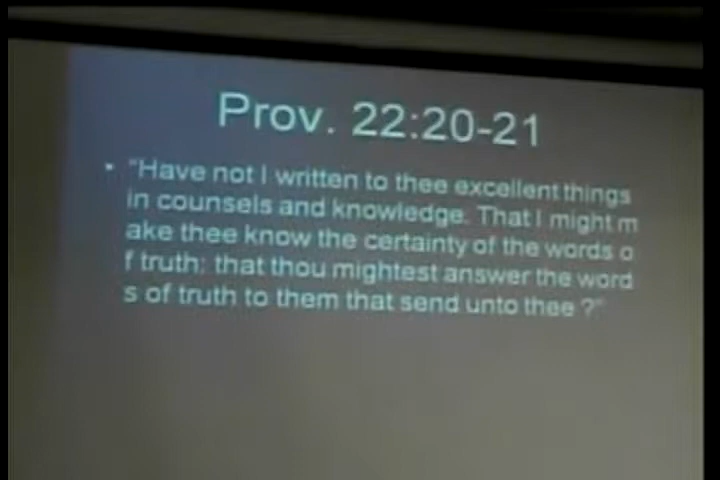 Prov. 22:20-21
• "Have not I written to thee excellent things
in counsels and knowledge. That I might m
ake thee know the certainty of the words o
f truth; that thou mightest answer the word
s of truth to them that send unto thee ?"